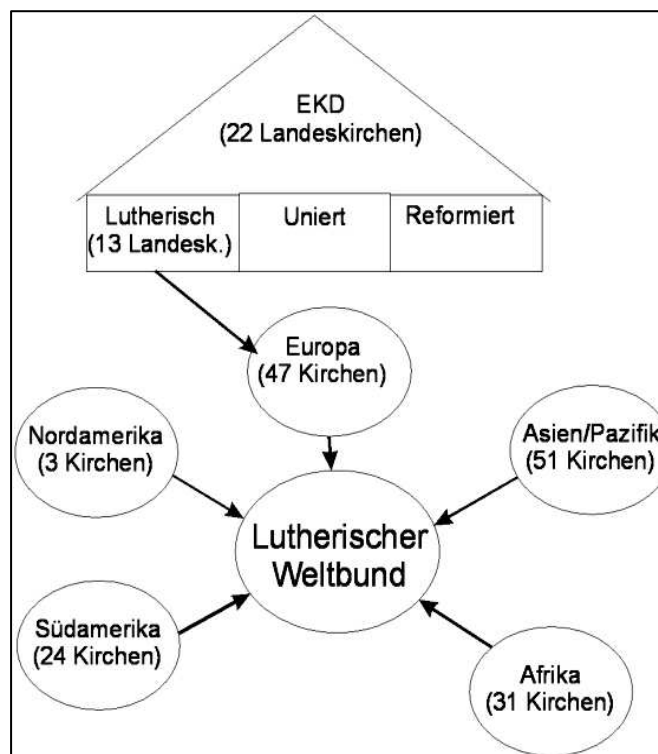 EKD
(22 Landeskirchen)
Lutherisch
(13 Landesk.)
Uniert
Reformiert
Europa
(47 Kirchen)
Nordamerika
(3 Kirchen)
Asien/Pazifik
(51 Kirchen)
Lutherischer
Weltbund
Südamerika
(24 Kirchen)
Afrika
(31 Kirchen)